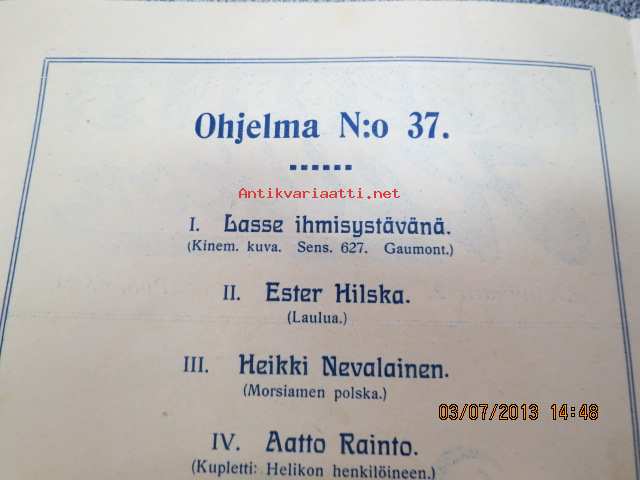 Ohjelma N:o 37.
Antikvariaatti.net
I. Lasse ihmisystävänä.
(Kinem. kuva. Sens. 627. Gaumont.)
II. Ester Hilska.
(Laulua.)
III. Heikki Nevalainen.
(Morsiamen polska.)
03/07/2013 14:48
IV. Aatto Rainto.
(Kupletti: Helikon henkilöineen.)